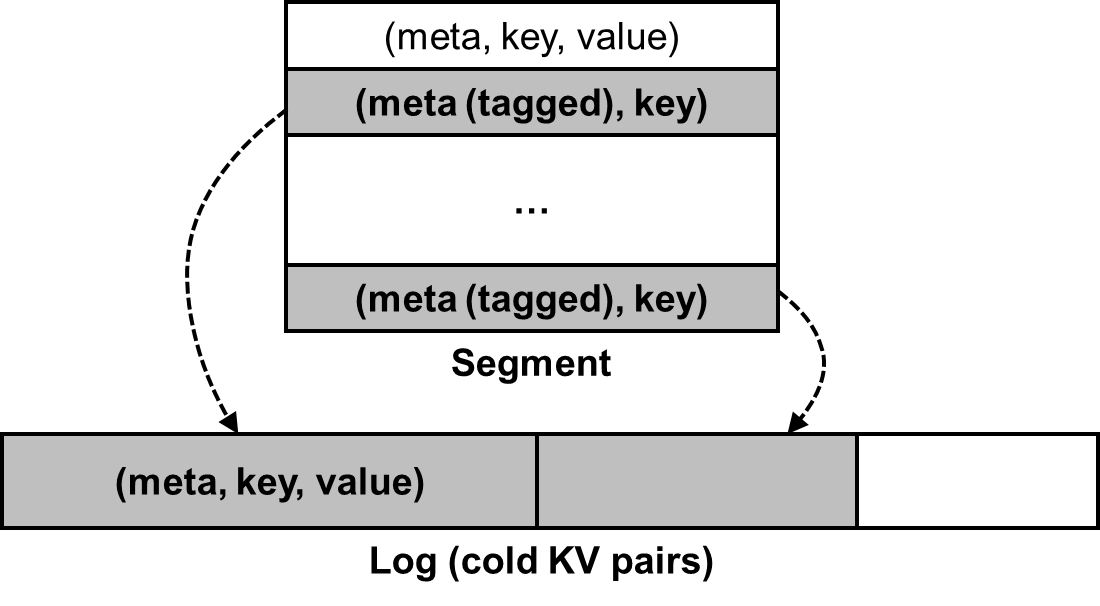 (meta, key, value)
(meta (tagged), key)
...
(meta (tagged), key)
Segment
(meta, key, value)
Log (cold KV pairs)